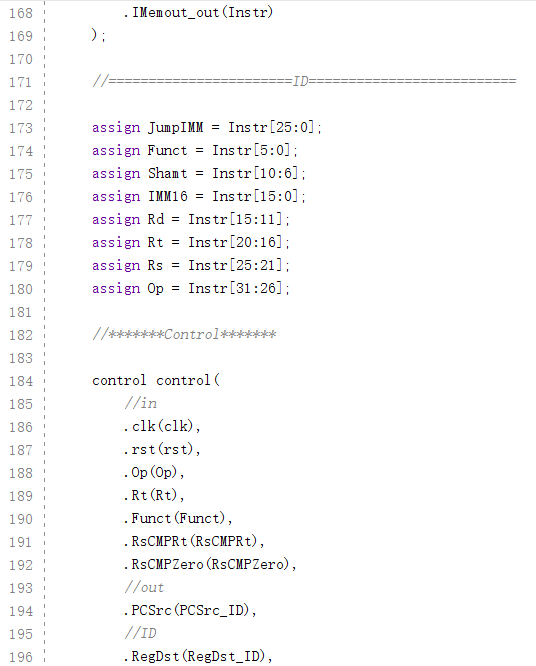 168 .IMemout_out(Instr)
169 );
170
171 //=======================ID==========================
172
173 assign JumpIMM = Instr[25:0];
174 assign Funct = Instr[5:0];
175 assign Shamt = Instr[10:6];
176 assign IMM16 = Instr[15:0];
177 assign Rd = Instr[15:11];
178 assign Rt = Instr[20:16];
179 assign Rs = Instr[25:21];
180 assign Op = Instr[31:26];
181
182 //*******Control*******
183
184 control control(
185 //in
186 .clk(clk),
187 .rst(rst),
188 .Op(Op),
189 .Rt(Rt),
190 .Funct(Funct),
191 .RsCMPRt(RsCMPRt),
192 .RsCMPZero(RsCMPZero),
193 //out
194 .PCSrc(PCSrc_ID),
195 //ID
196 .RegDst(RegDst_ID),